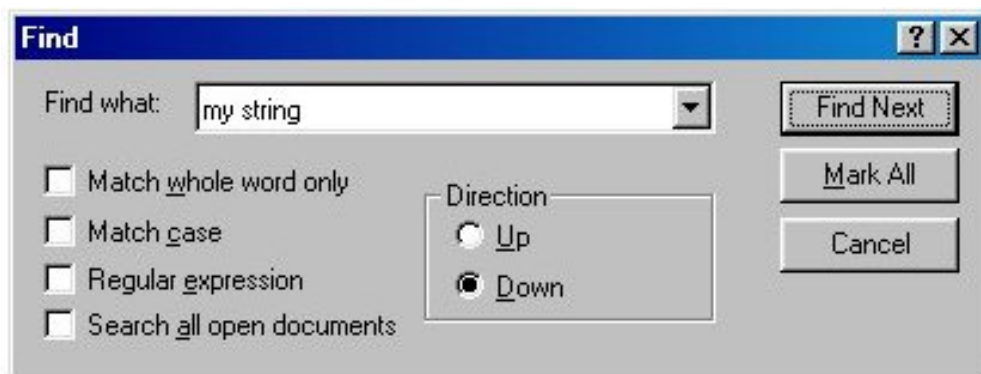 Find
Find what: my string
Find Next
Match whole word only
Mark All
Direction
Match case
Up
Cancel
Regular expression
Down
Search all open documents